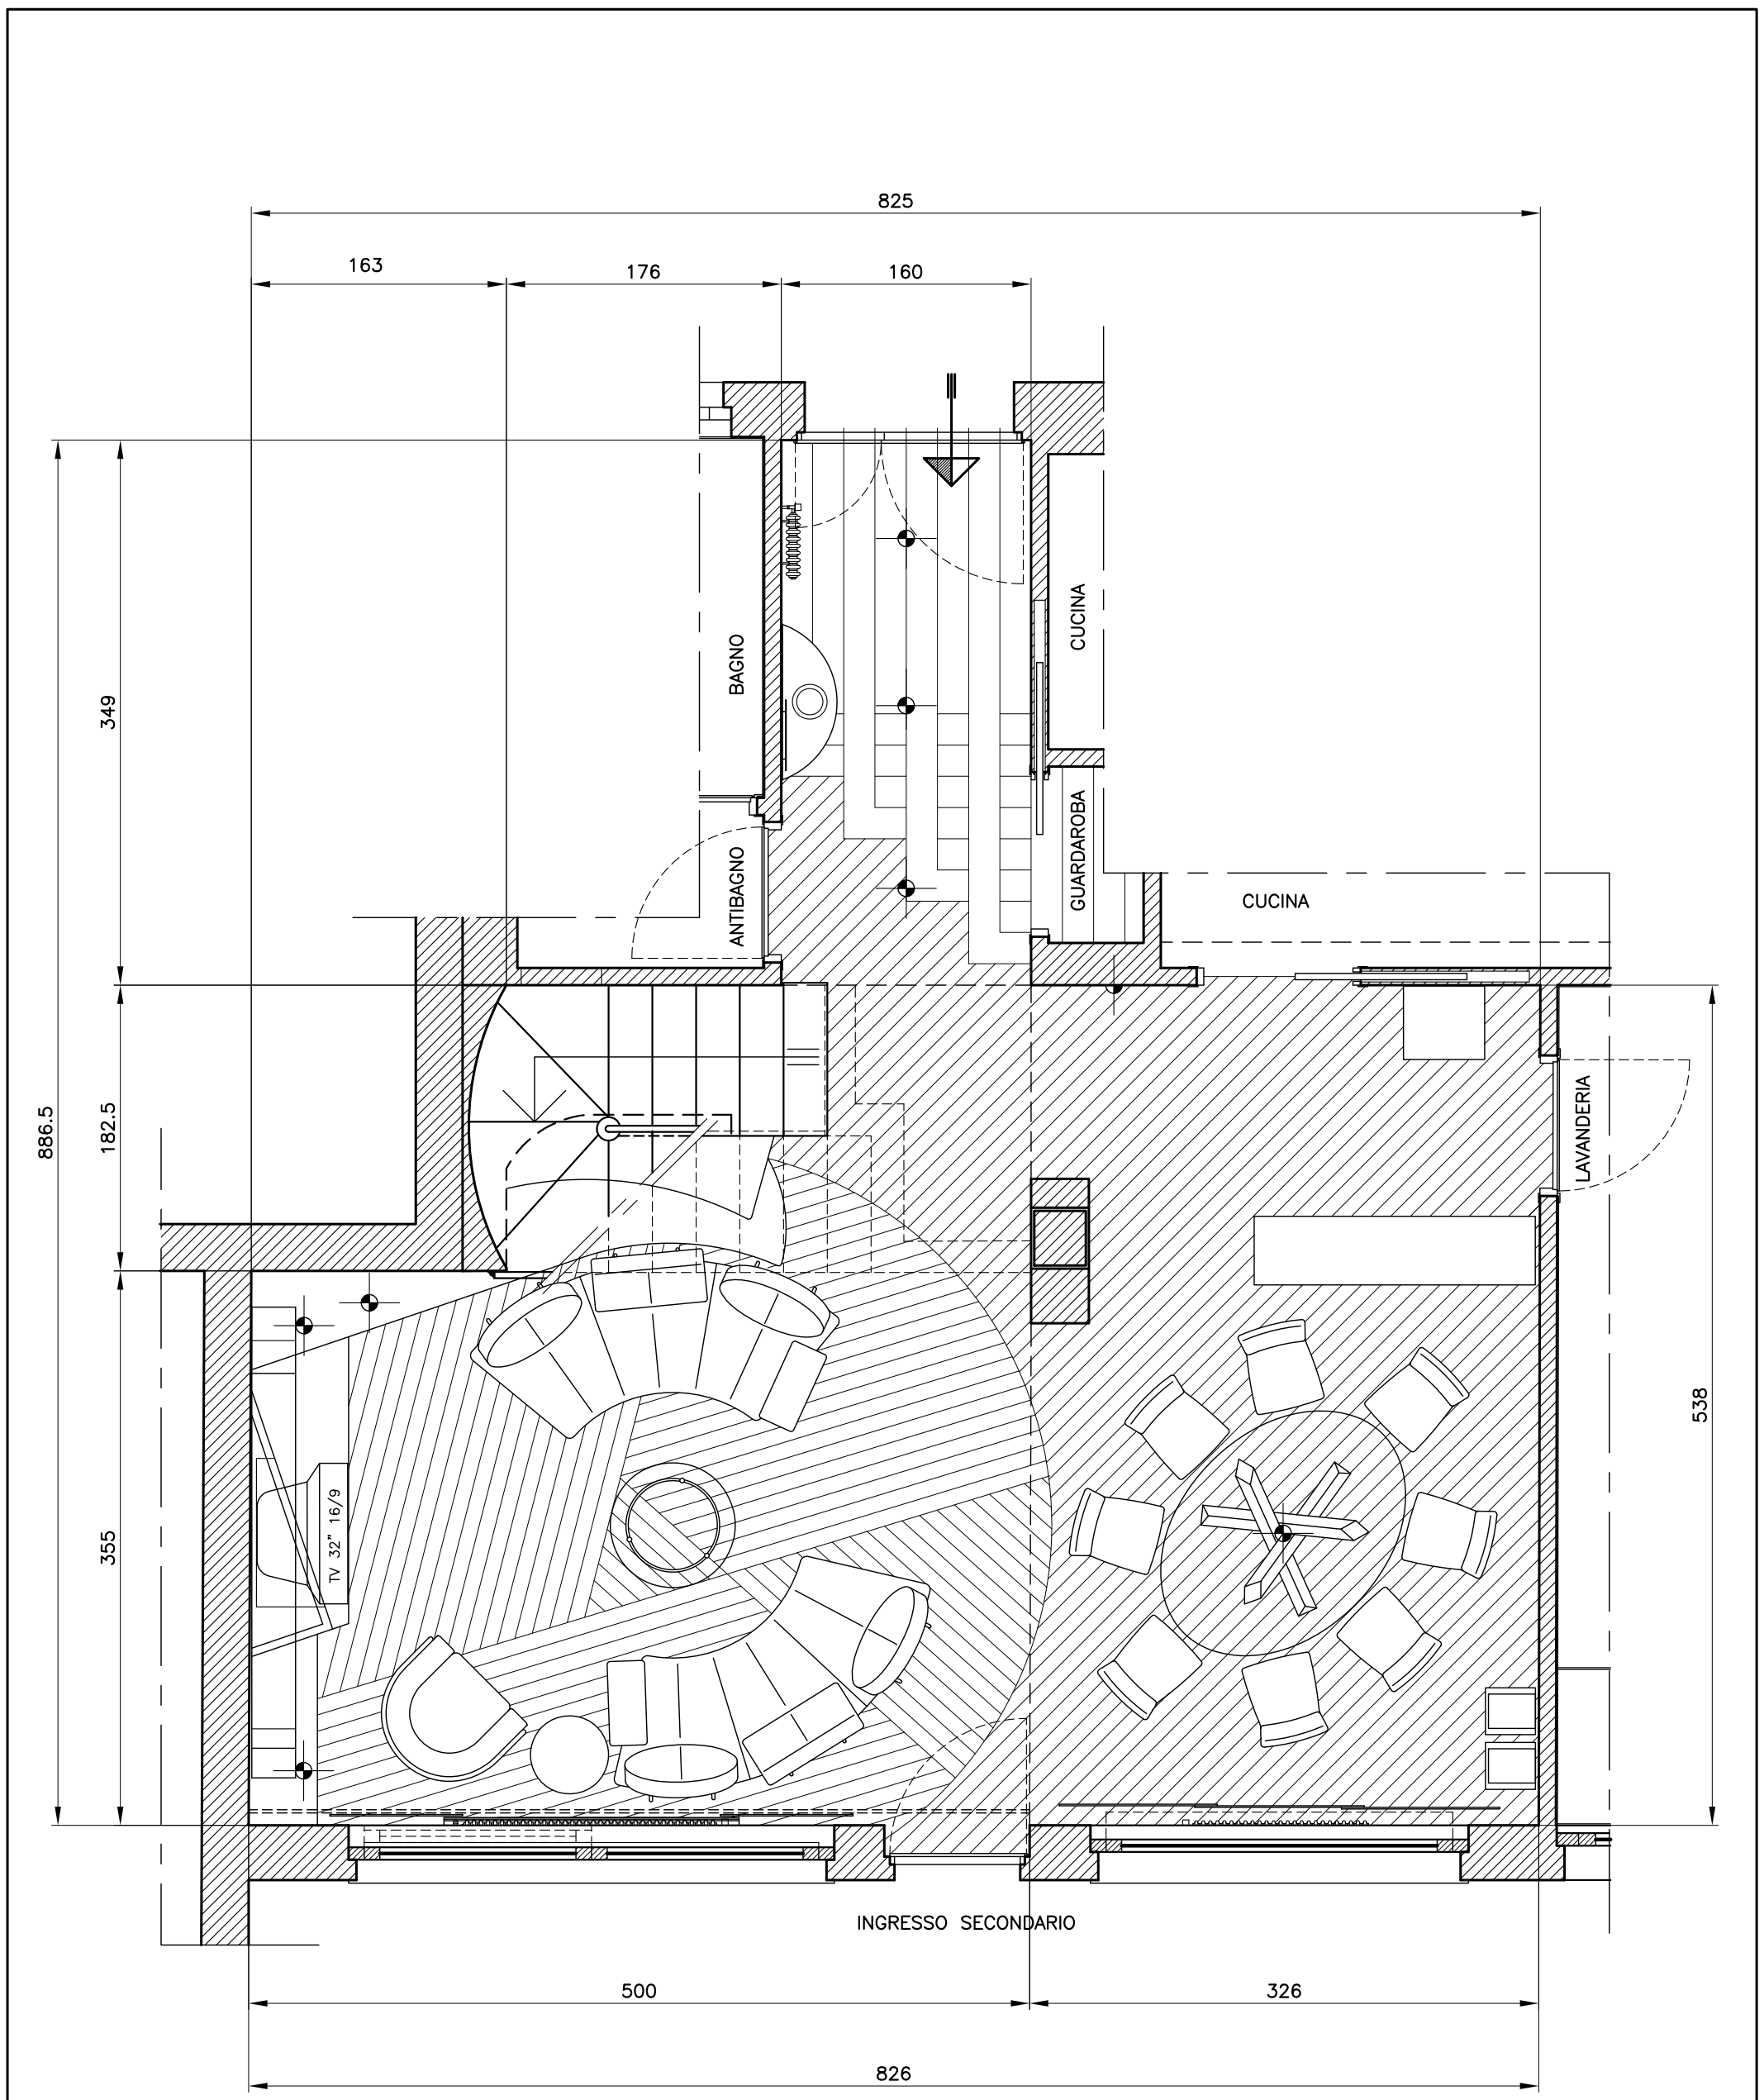 825
163
176
160
CUCINA
BAGNO
349
GUARDAROBA
ANTIBAGNO
CUCINA
886.5
182.5
LAVANDERIA
538
TV 32" 16/9
355
INGRESSO SECONDARIO
500
326
826